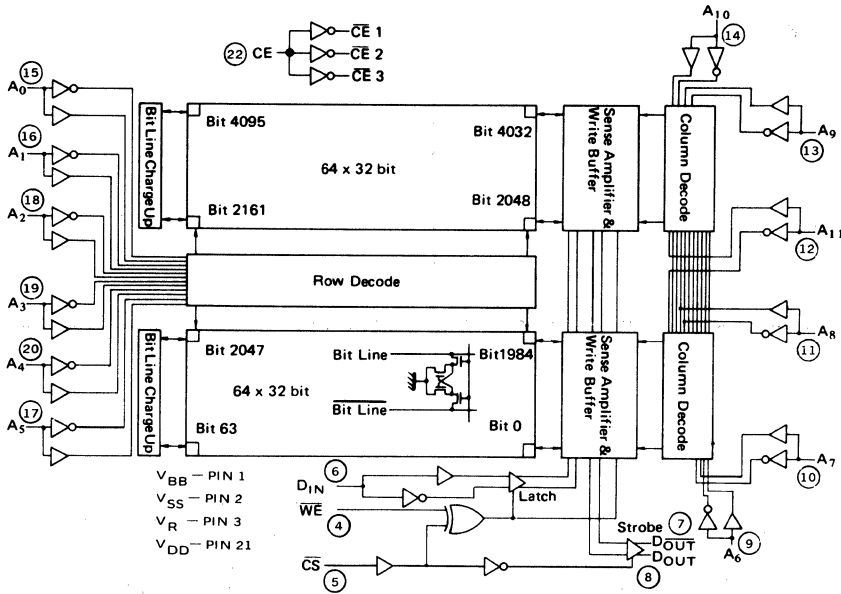 A10
14
22 CE
CE 1
CE 2
CE 3
15
A0
16
A1
18
A2
19
A3
20
A4
17
A5
Bit Line Charge Up
Bit 4095
Bit 4032
64 x 32 bit
Bit 2161
Bit 2048
Sense Amplifier & Write Buffer
Column Decode
A9
13
A11
12
Row Decode
A8
11
Bit Line Charge Up
Bit 2047
Bit Line
Bit1984
64 x 32 bit
Bit Line
Bit 63
Bit 0
Sense Amplifier & Write Buffer
Column Decode
A7
10
VBB – PIN 1
VSS – PIN 2
VR – PIN 3
VDD – PIN 21
6
DIN
Latch
WE
4
CS
5
Strobe
7
DOUT
DOUT
8
9
A6